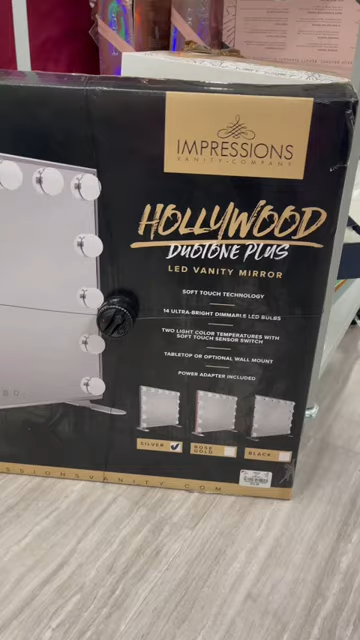 IMPRESSIONS
VANITY·COMPANY
HOLLYWOOD
DUOTONE PLUS
LED VANITY MIRROR
SOFT TOUCH TECHNOLOGY
14 ULTRA-BRIGHT DIMMABLE LED BULBS
TWO LIGHT COLOR TEMPERATURES WITH
SOFT TOUCH SENSOR SWITCH
TABLETOP OR OPTIONAL WALL MOUNT
POWER ADAPTER INCLUDED
SILVER
ROSE
GOLD
BLACK
ESSIONSVANITY.COM